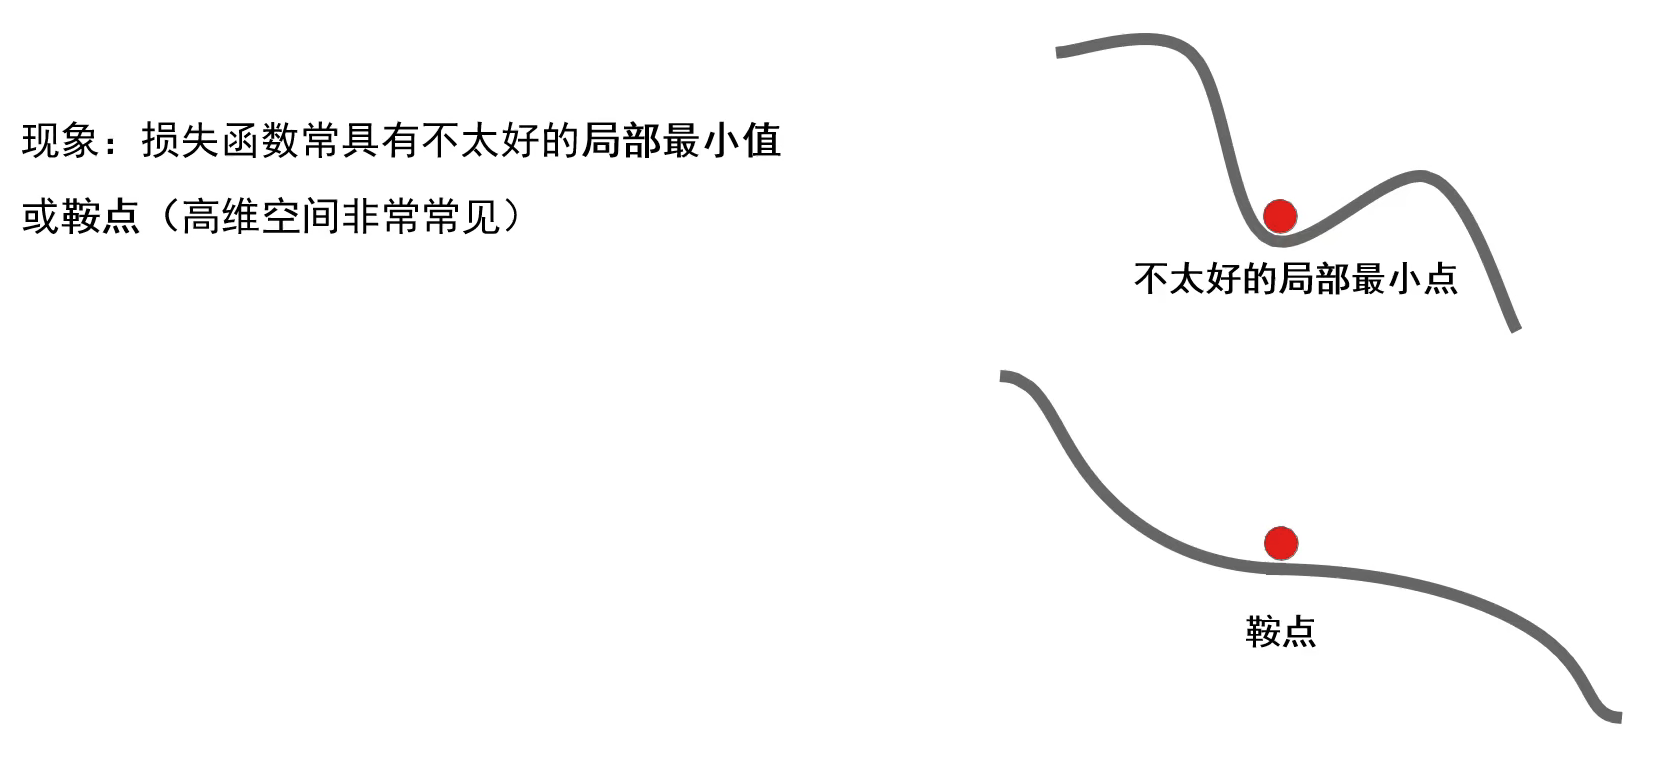 现象：损失函数常具有不太好的局部最小值
或鞍点（高维空间非常常见）
不太好的局部最小点
鞍点